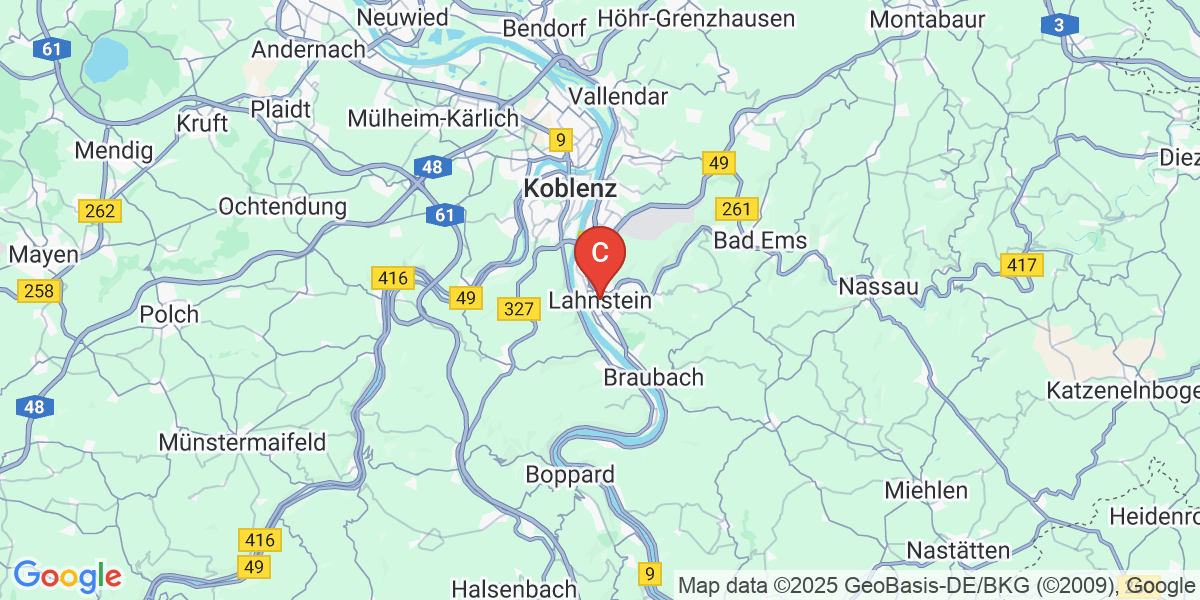 Neuwied
Bendorf
Höhr-Grenzhausen
Montabaur
3
61
Andernach
Vallendar
Plaidt
Mülheim-Kärlich
Kruft
9
Mendig
48
49
Diez
Koblenz
262
Ochtendung
61
261
Mayen
Bad Ems
C
417
258
416
49
Nassau
327
Lahnstein
Polch
Braubach
Katzenelnboge
48
Münstermaifeld
Boppard
Miehlen
Heidenro
416
Nastätten
49
9
Halsenbach
Google
Map data ©2025 GeoBasis-DE/BKG (©2009), Google